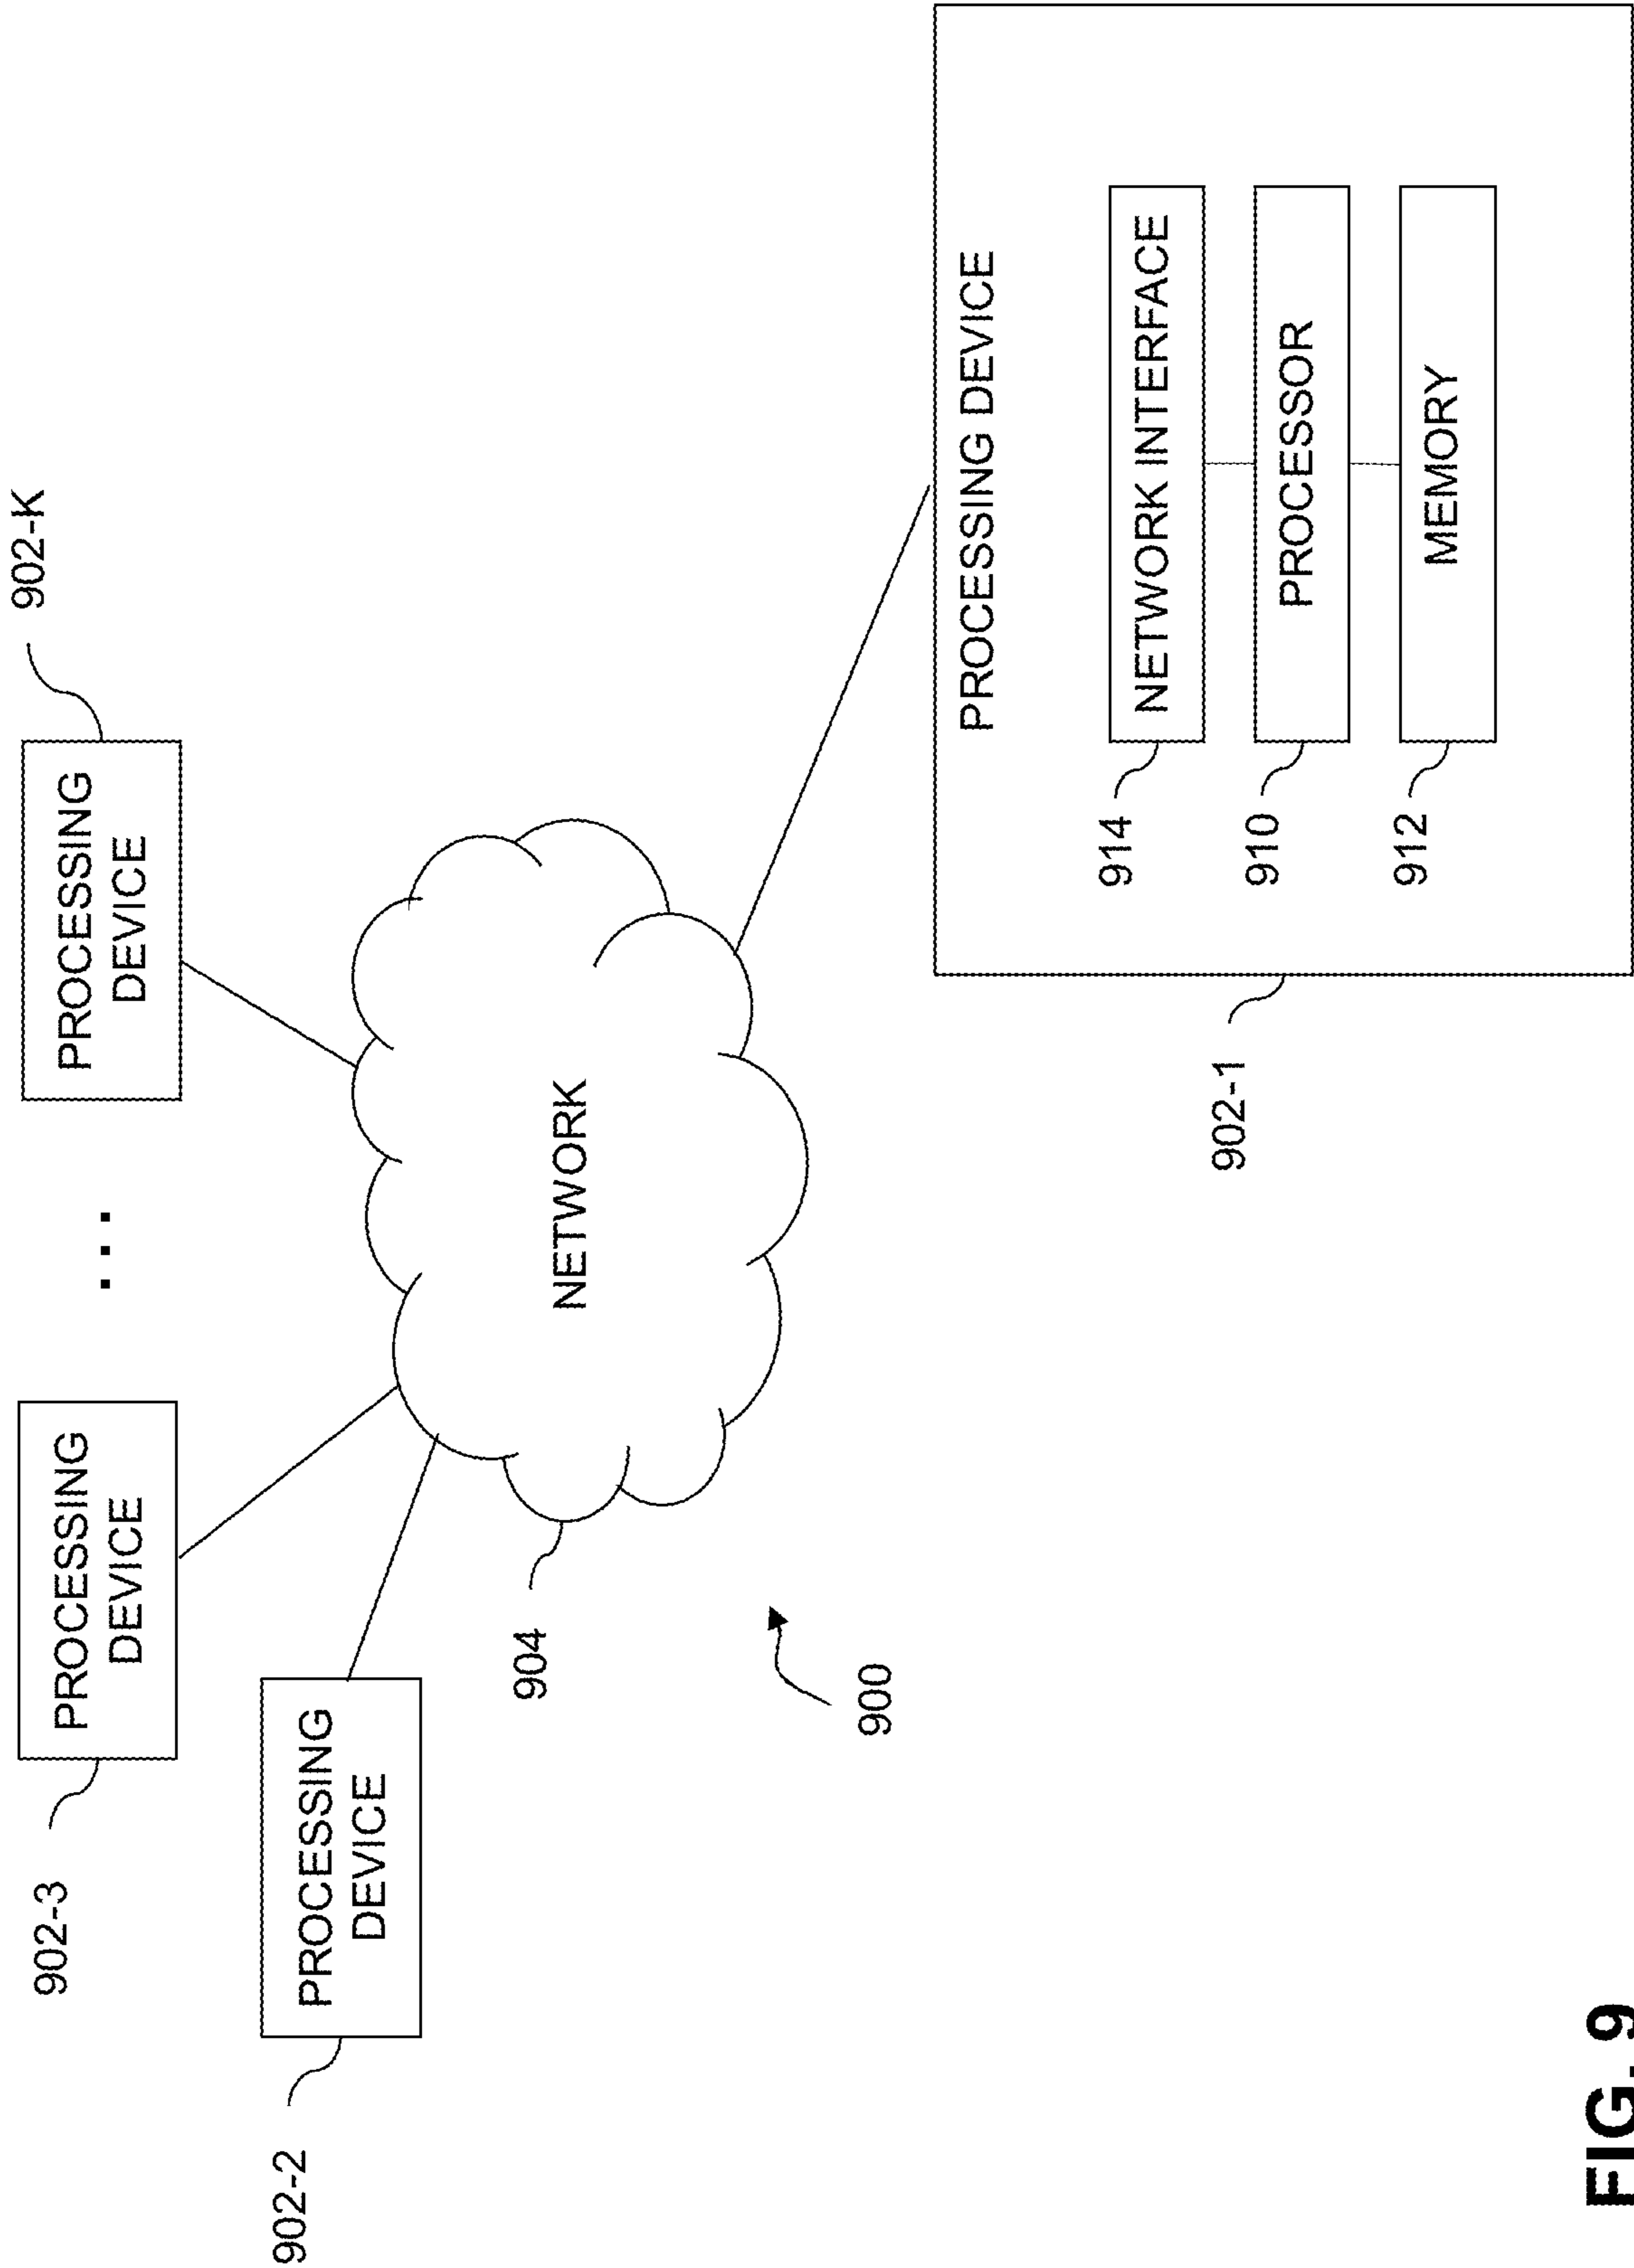 902-K
902-3
PROCESSING
DEVICE
...
PROCESSING
DEVICE
902-2
PROCESSING
DEVICE
904
NETWORK
900
PROCESSING DEVICE
914
NETWORK INTERFACE
902-1
910
PROCESSOR
912
MEMORY
FIG. 9